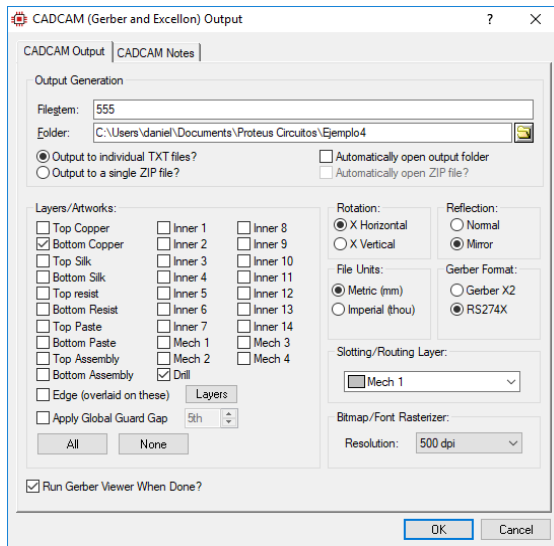 CADCAM (Gerber and Excellon) Output ? X
CADCAM Output CADCAM Notes
Output Generation
Filestem: 555
Folder: C:\Users\daniel\Documents\Proteus Circuitos\Ejemplo4
Output to individual TXT files? Automatically open output folder
Output to a single ZIP file? Automatically open ZIP file?
Layers/Artworks:
Top Copper Inner 1 Inner 8
Bottom Copper Inner 2 Inner 9
Top Silk Inner 3 Inner 10
Bottom Silk Inner 4 Inner 11
Top resist Inner 5 Inner 12
Bottom Resist Inner 6 Inner 13
Top Paste Inner 7 Inner 14
Bottom Paste Mech 1 Mech 3
Top Assembly Mech 2 Mech 4
Bottom Assembly Drill
Edge (overlaid on these) Layers
Apply Global Guard Gap 5th
All None
Rotation: Reflection:
X Horizontal Normal
X Vertical Mirror
File Units: Gerber Format:
Metric (mm) Gerber X2
Imperial (thou) RS274X
Slotting/Routing Layer:
Mech 1
Bitmap/Font Rasterizer:
Resolution: 500 dpi
Run Gerber Viewer When Done?
OK Cancel